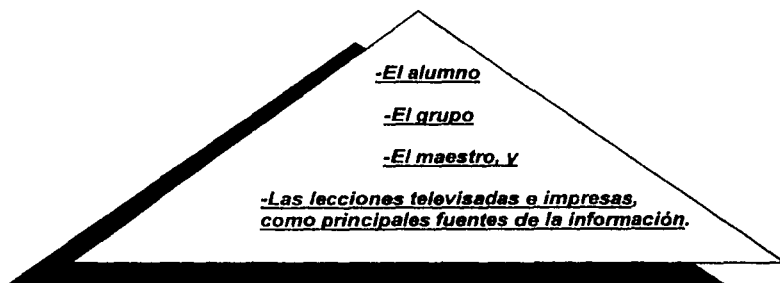 -El alumno
-El grupo
-El maestro, y
-Las lecciones televisadas e impresas,
como principales fuentes de la información.